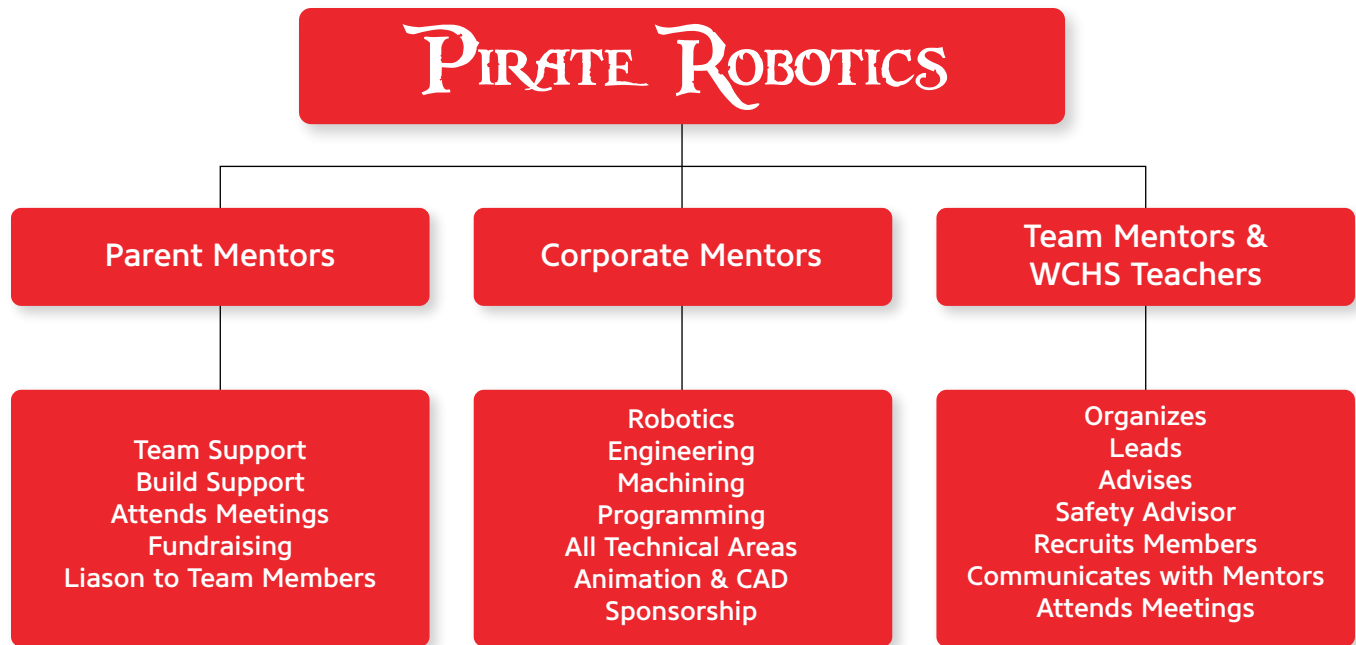 Pirate Robotics
Parent Mentors
Corporate Mentors
Team Mentors &
WCHS Teachers
Team Support
Build Support
Attends Meetings
Fundraising
Liason to Team Members
Robotics
Engineering
Machining
Programming
All Technical Areas
Animation & CAD
Sponsorship
Organizes
Leads
Advises
Safety Advisor
Recruits Members
Communicates with Mentors
Attends Meetings